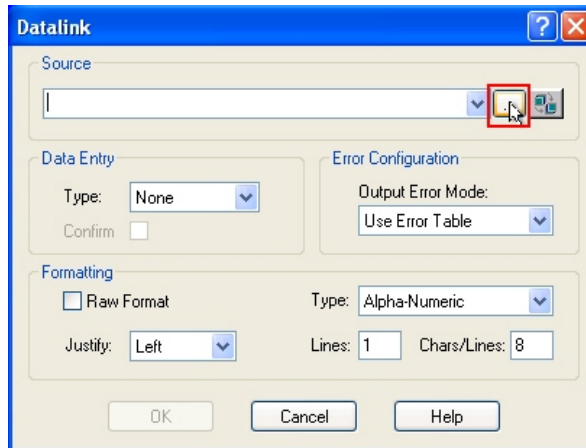 Datalink
Source
...
Data Entry
Type: None
Confirm
Error Configuration
Output Error Mode:
Use Error Table
Formatting
Raw Format
Type: Alpha-Numeric
Justify: Left
Lines: 1 Chars/Lines: 8
OK Cancel Help